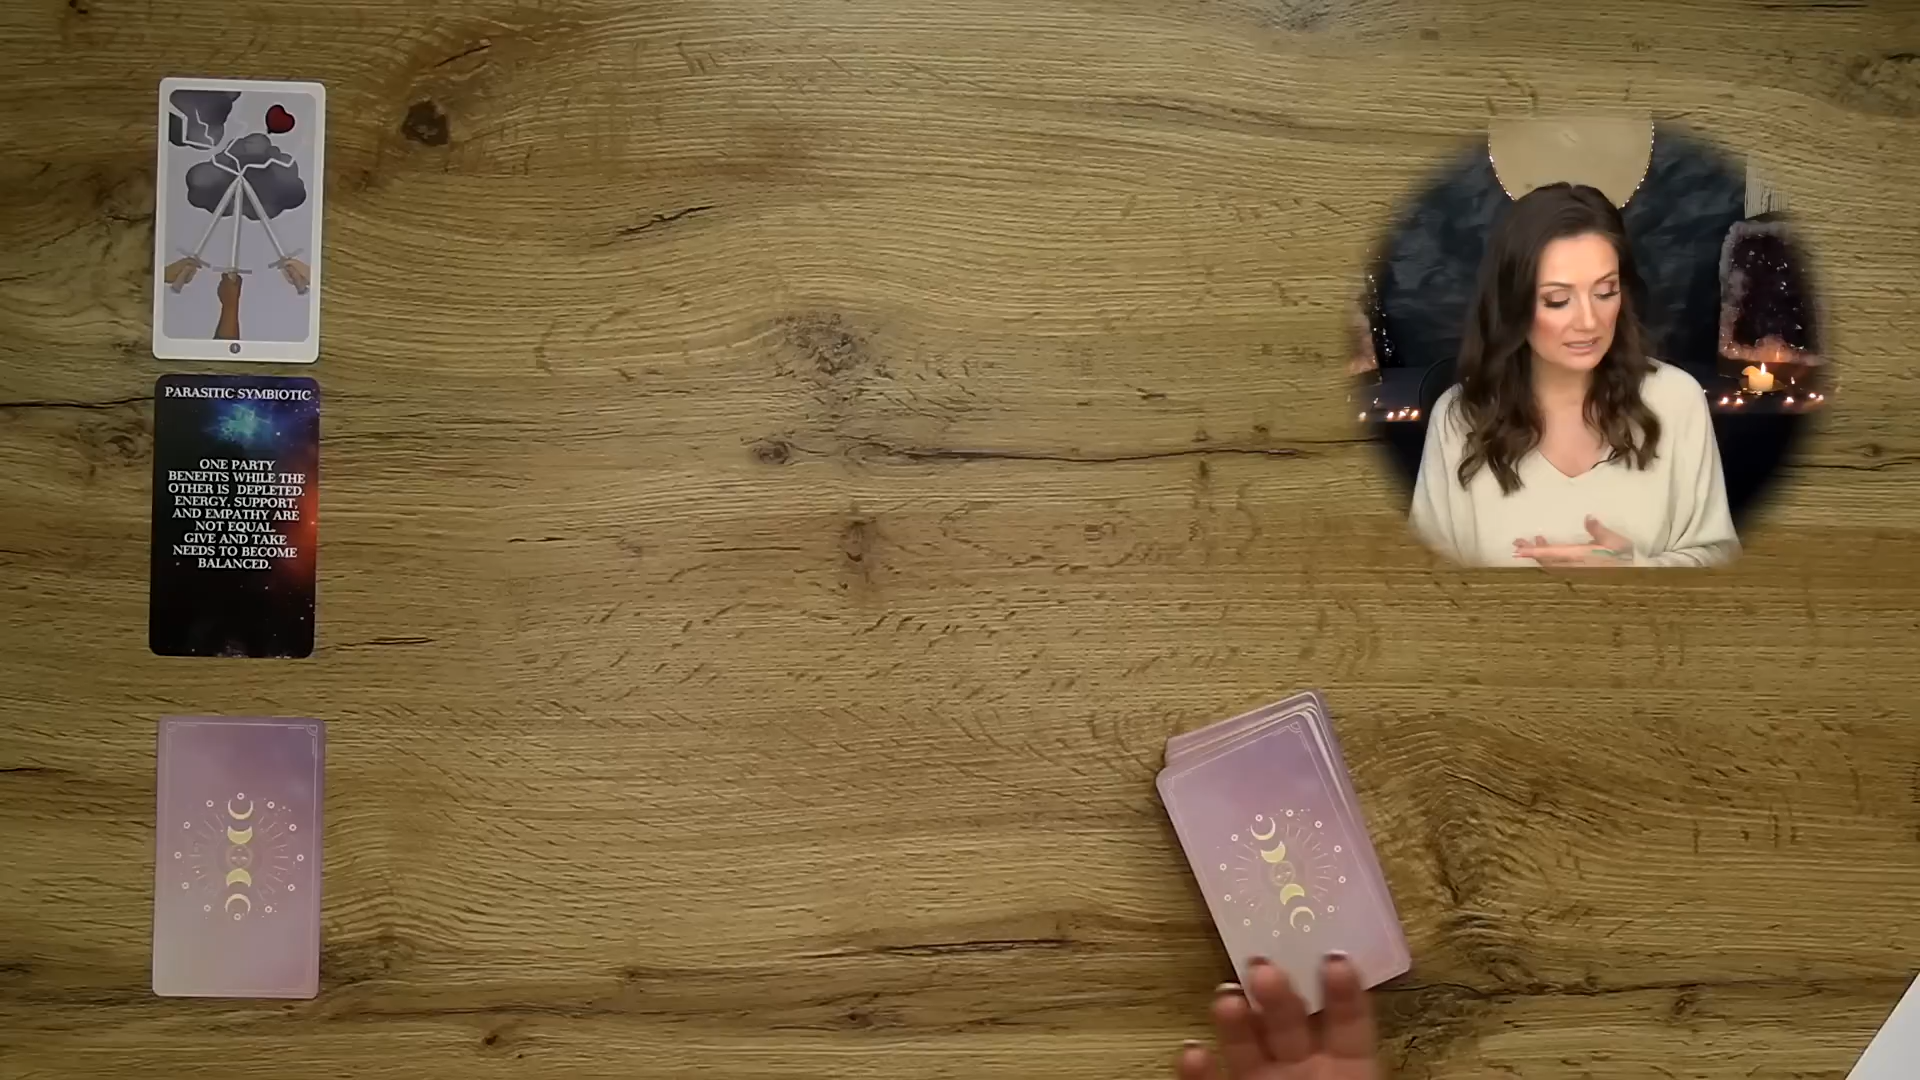 PARASITIC SYMBIOTIC
ONE PARTY
BENEFITS WHILE THE
OTHER IS DEPLETED.
ENERGY, SUPPORT,
AND EMPATHY ARE
NOT EQUAL.
GIVE AND TAKE
NEEDS TO BECOME
BALANCED.